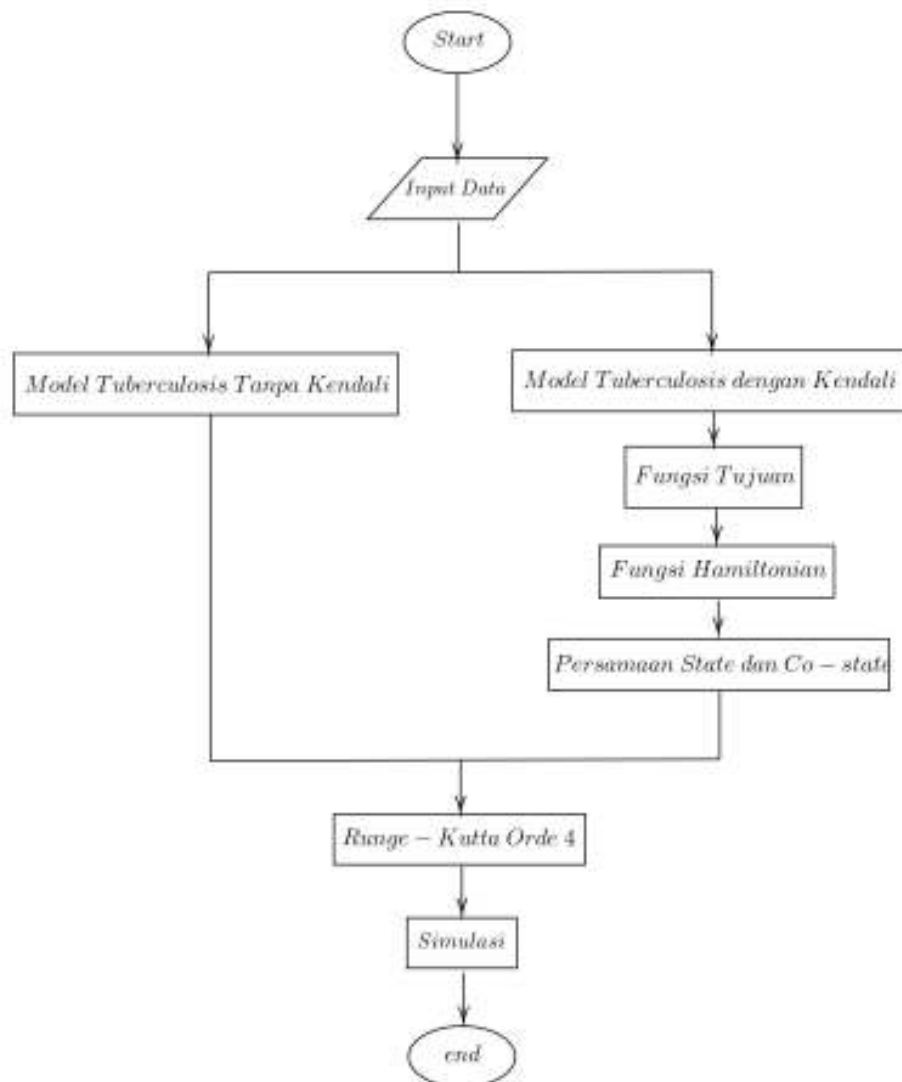 Start
Input Data
Model Tuberculosis Tanpa Kendali
Model Tuberculosis dengan Kendali
Fungsi Tujuan
Fungsi Hamiltonian
Persamaan State dan Co – state
Runge – Kutta Orde 4
Simulasi
end